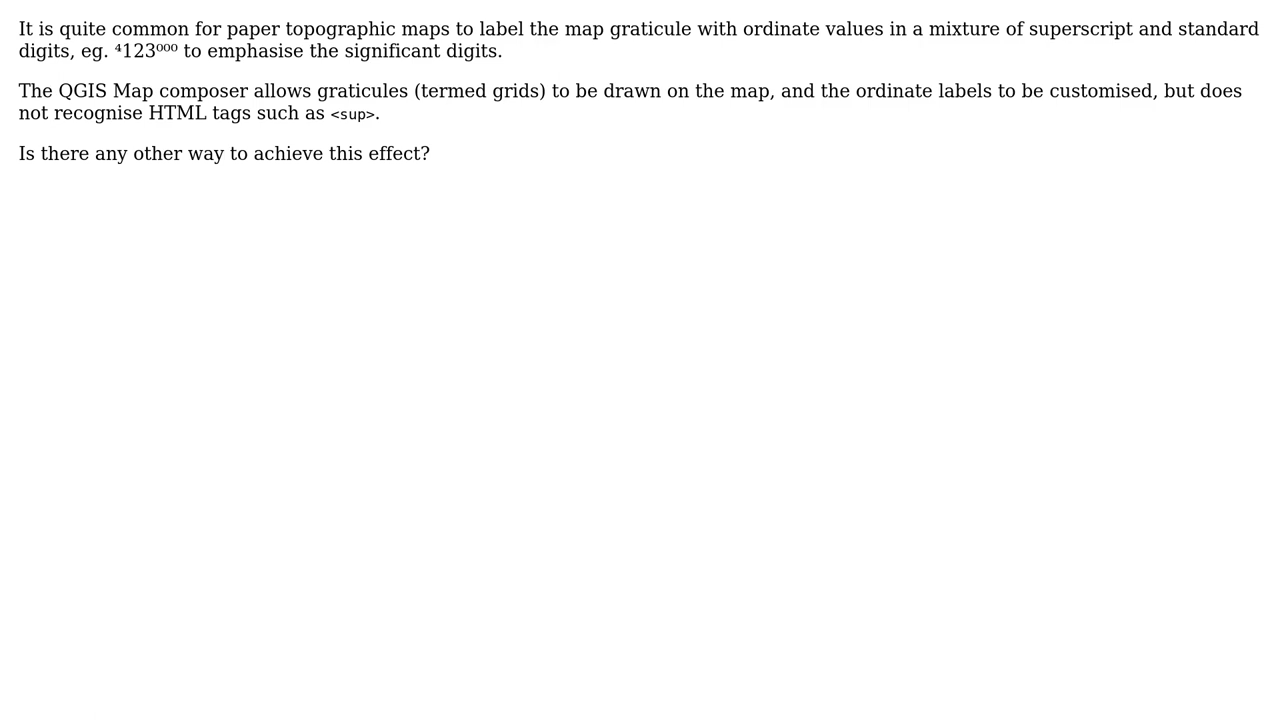 It is quite common for paper topographic maps to label the map graticule with ordinate values in a mixture of superscript and standard
digits, eg. ⁴123⁰⁰⁰ to emphasise the significant digits.
The QGIS Map composer allows graticules (termed grids) to be drawn on the map, and the ordinate labels to be customised, but does
not recognise HTML tags such as <sup>.
Is there any other way to achieve this effect?